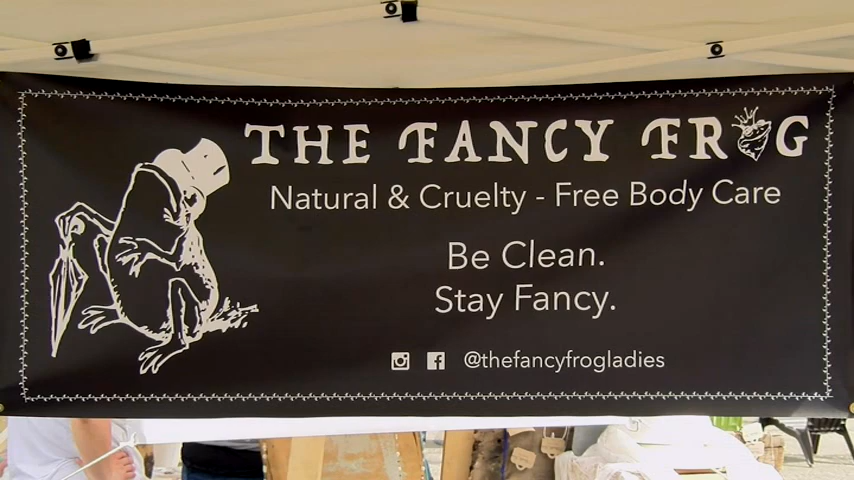 THE FANCY FROG
Natural & Cruelty - Free Body Care
Be Clean.
Stay Fancy.
@thefancyfrogladies